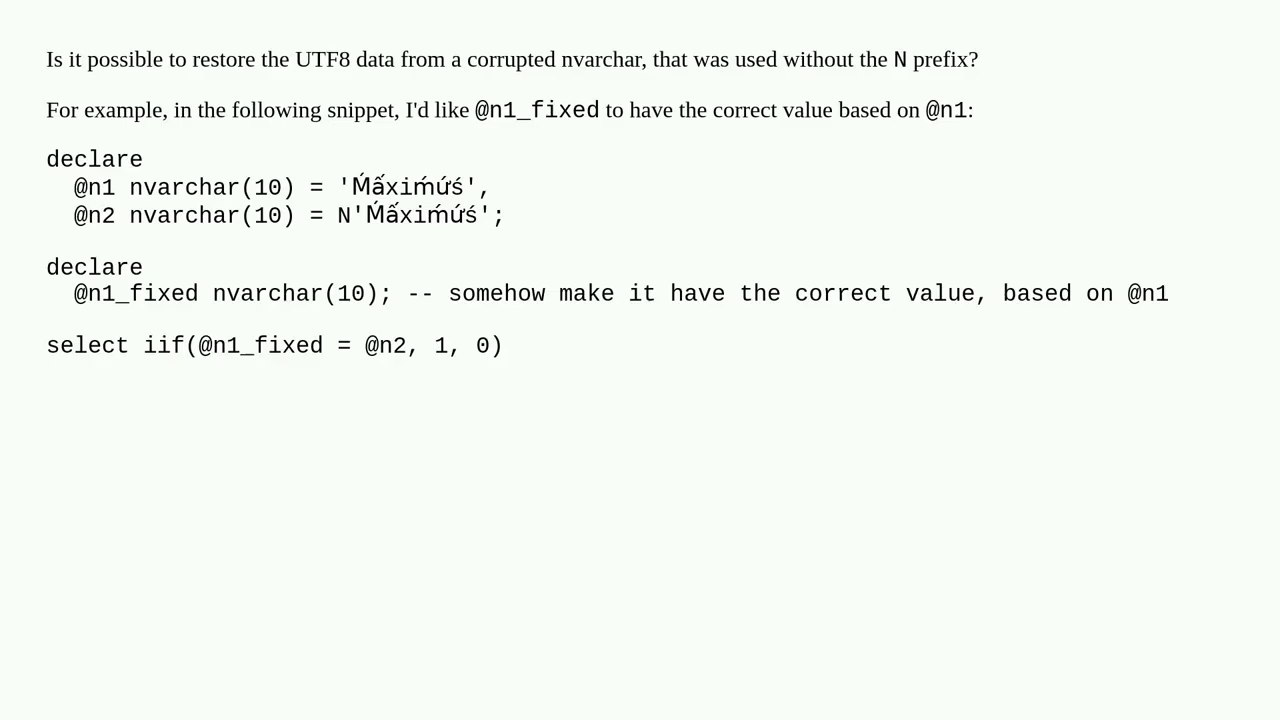 Is it possible to restore the UTF8 data from a corrupted nvarchar, that was used without the N prefix?
For example, in the following snippet, I'd like @n1_fixed to have the correct value based on @n1:
declare
  @n1 nvarchar(10) = 'Ḿấxiḿứś',
  @n2 nvarchar(10) = N'Ḿấxiḿứś';
declare
  @n1_fixed nvarchar(10); -- somehow make it have the correct value, based on @n1
select iif(@n1_fixed = @n2, 1, 0)